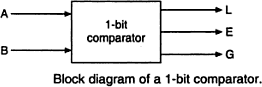 A
B
1-bit
comparator
L
E
G
Block diagram of a 1-bit comparator.